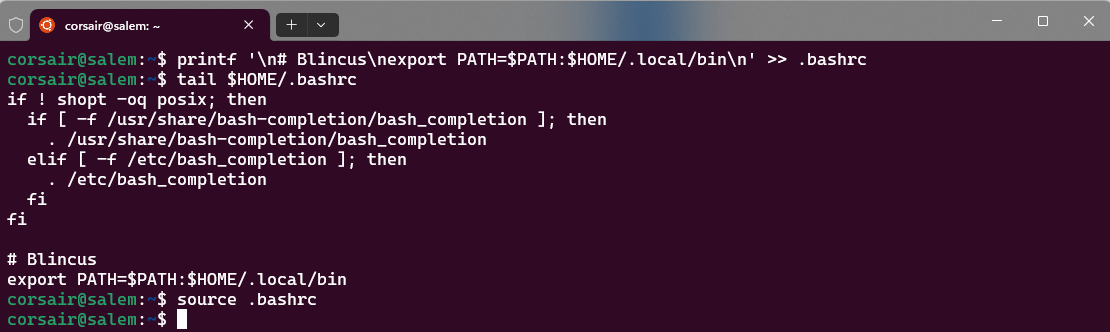 corsair@salem: ~
corsair@salem:~$ printf '\n# Blincus\nexport PATH=$PATH:$HOME/.local/bin\n' >> .bashrc
corsair@salem:~$ tail $HOME/.bashrc
if ! shopt -oq posix; then
  if [ -f /usr/share/bash-completion/bash_completion ]; then
    . /usr/share/bash-completion/bash_completion
  elif [ -f /etc/bash_completion ]; then
    . /etc/bash_completion
  fi
fi

# Blincus
export PATH=$PATH:$HOME/.local/bin
corsair@salem:~$ source .bashrc
corsair@salem:~$